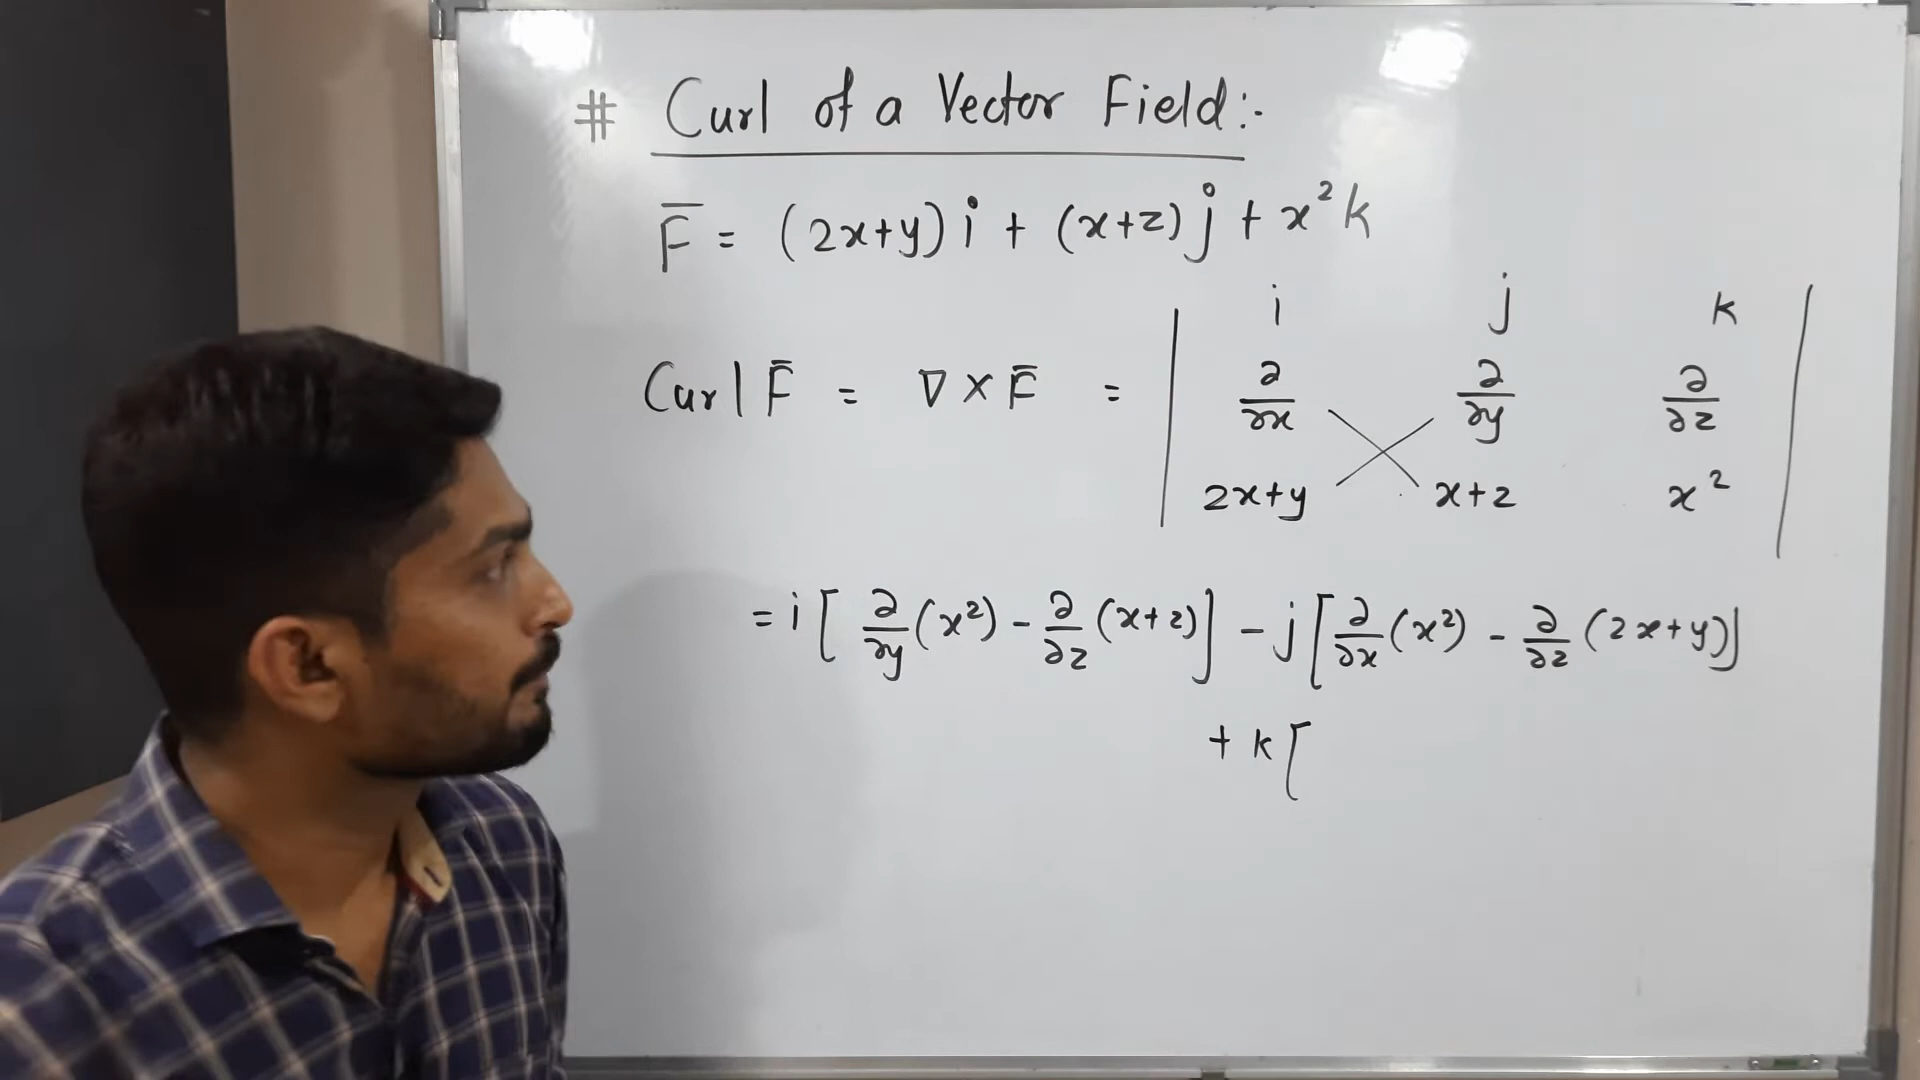 # Curl of a Vector Field:-
F̅ = (2x+y) i + (x+z) j + x² k
i j k
Curl F̅ = ∇ × F̅ = | ∂/∂x ∂/∂y ∂/∂z |
2x+y x+z x²
= i [ ∂/∂y (x²) - ∂/∂z (x+z) ] - j [ ∂/∂x (x²) - ∂/∂z (2x+y) ]
+ k [